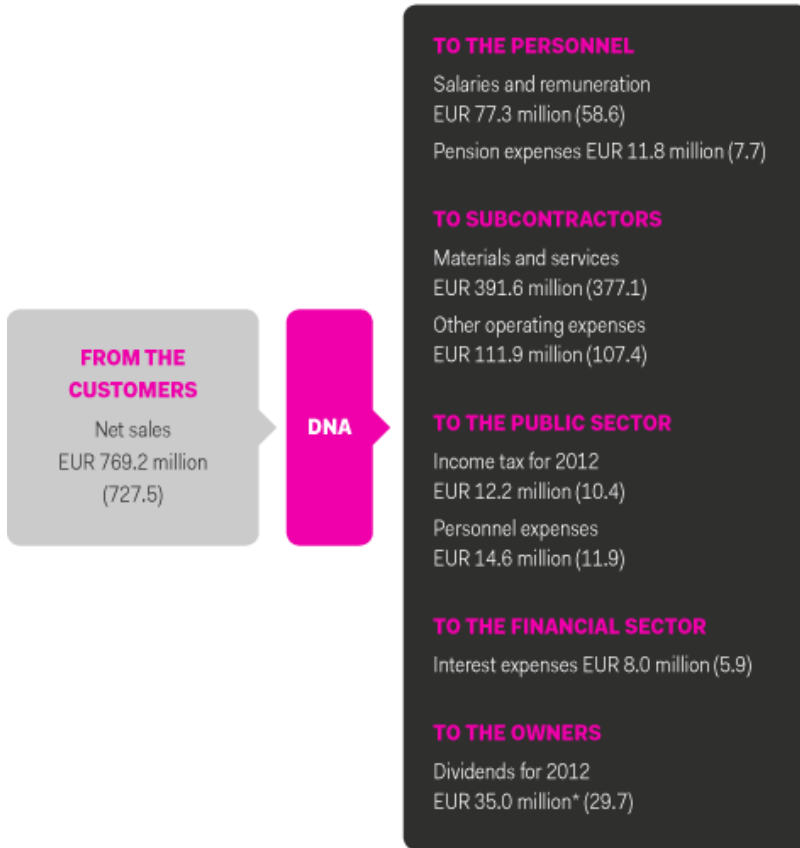 FROM THE
CUSTOMERS
Net sales
EUR 769.2 million
(727.5)
DNA
TO THE PERSONNEL
Salaries and remuneration
EUR 77.3 million (58.6)
Pension expenses EUR 11.8 million (7.7)
TO SUBCONTRACTORS
Materials and services
EUR 391.6 million (377.1)
Other operating expenses
EUR 111.9 million (107.4)
TO THE PUBLIC SECTOR
Income tax for 2012
EUR 12.2 million (10.4)
Personnel expenses
EUR 14.6 million (11.9)
TO THE FINANCIAL SECTOR
Interest expenses EUR 8.0 million (5.9)
TO THE OWNERS
Dividends for 2012
EUR 35.0 million* (29.7)